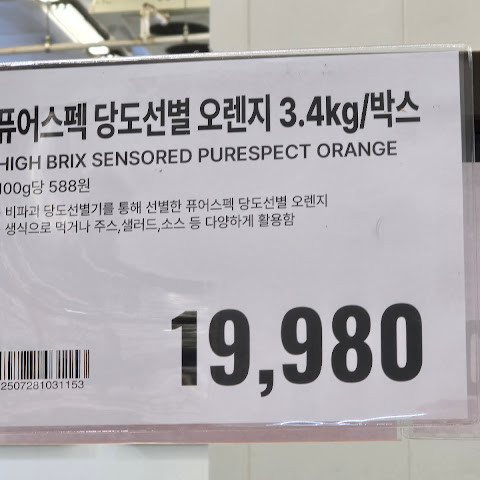 퓨어스펙 당도선별 오렌지 3.4kg/박스
HIGH BRIX SENSORED PURESPECT ORANGE
100g당 588원
비파괴 당도선별기를 통해 선별한 퓨어스펙 당도선별 오렌지
생식으로 먹거나 주스,샐러드,소스 등 다양하게 활용함
19,980
2507281031153